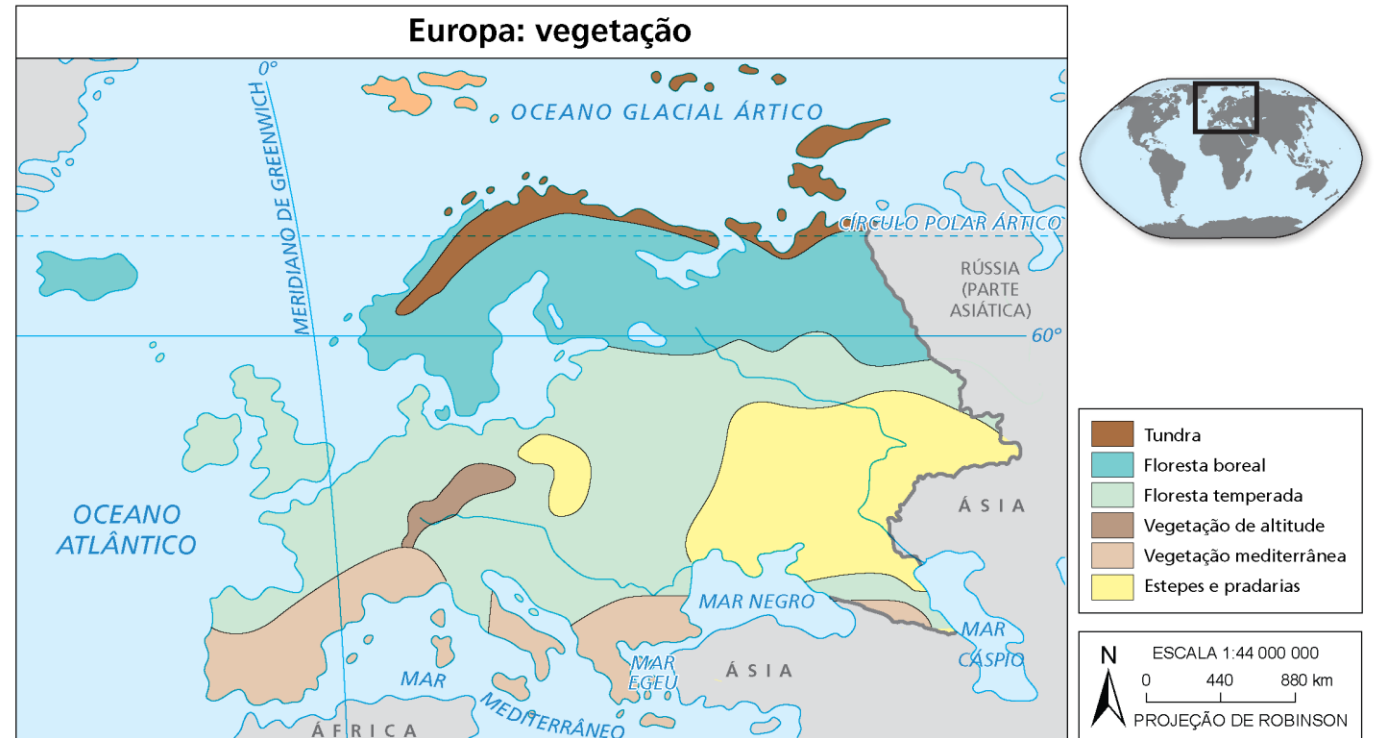 Europa: vegetação
0°
OCEANO GLACIAL ÁRTICO
MERIDIANO DE GREENWICH
CÍRCULO POLAR ÁRTICO
RÚSSIA
(PARTE
ASIÁTICA)
60°
OCEANO
ATLÂNTICO
ÁSIA
MAR NEGRO
MAR
CÁSPIO
MAR
EGEU
ÁSIA
MAR
MEDITERRÂNEO
ÁFRICA
Tundra
Floresta boreal
Floresta temperada
Vegetação de altitude
Vegetação mediterrânea
Estepes e pradarias
N
ESCALA 1:44 000 000
0 440 880 km
PROJEÇÃO DE ROBINSON